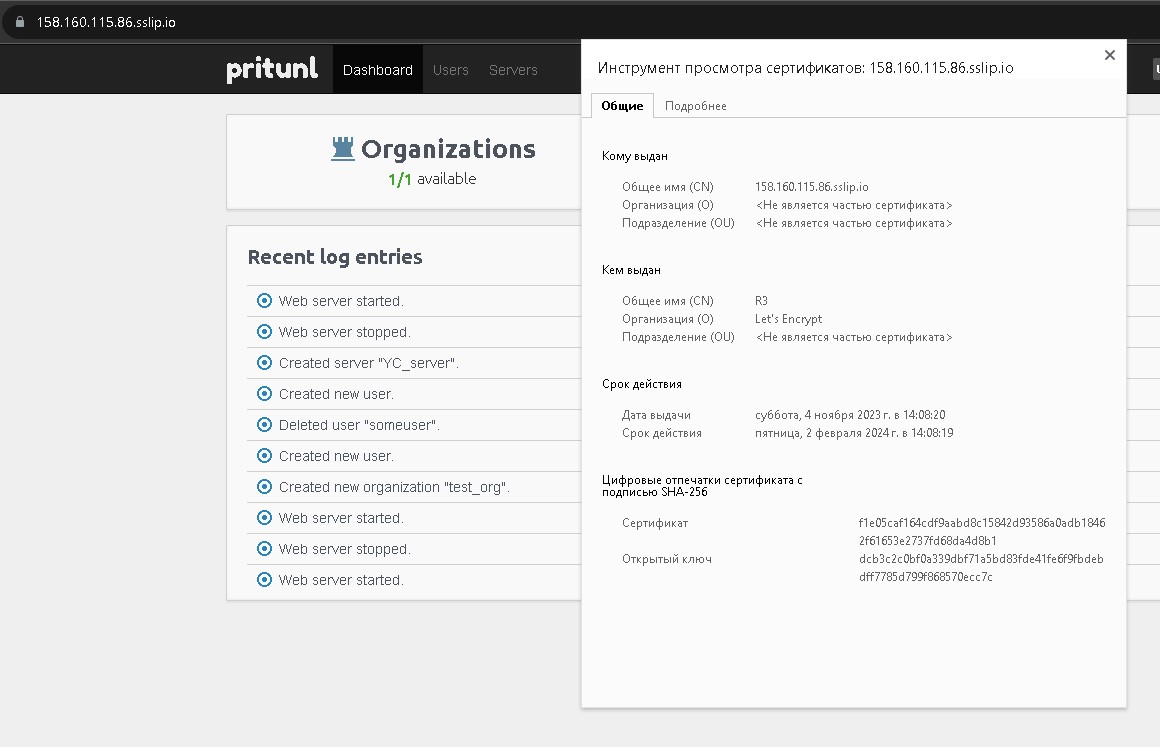 158.160.115.86.sslip.io
pritunl Dashboard Users Servers
Organizations
1/1 available
Recent log entries
Web server started.
Web server stopped.
Created server "YC_server".
Created new user.
Deleted user "someuser".
Created new user.
Created new organization "test_org".
Web server started.
Web server stopped.
Web server started.
Инструмент просмотра сертификатов: 158.160.115.86.sslip.io
Общие Подробнее
Кому выдан
Общее имя (CN) 158.160.115.86.sslip.io
Организация (O) <Не является частью сертификата>
Подразделение (OU) <Не является частью сертификата>
Кем выдан
Общее имя (CN) R3
Организация (O) Let's Encrypt
Подразделение (OU) <Не является частью сертификата>
Срок действия
Дата выдачи суббота, 4 ноября 2023 г. в 14:08:20
Срок действия пятница, 2 февраля 2024 г. в 14:08:19
Цифровые отпечатки сертификата с
подписью SHA-256
Сертификат f1e05caf164cdf9aabd8c15842d93586a0adb1846
2f61653e2737fd68da4d8b1
Открытый ключ dcb3c2c0bf0a339dbf71a5bd83fde41fe6f9fbdeb
dff7785d799f868570ecc7c